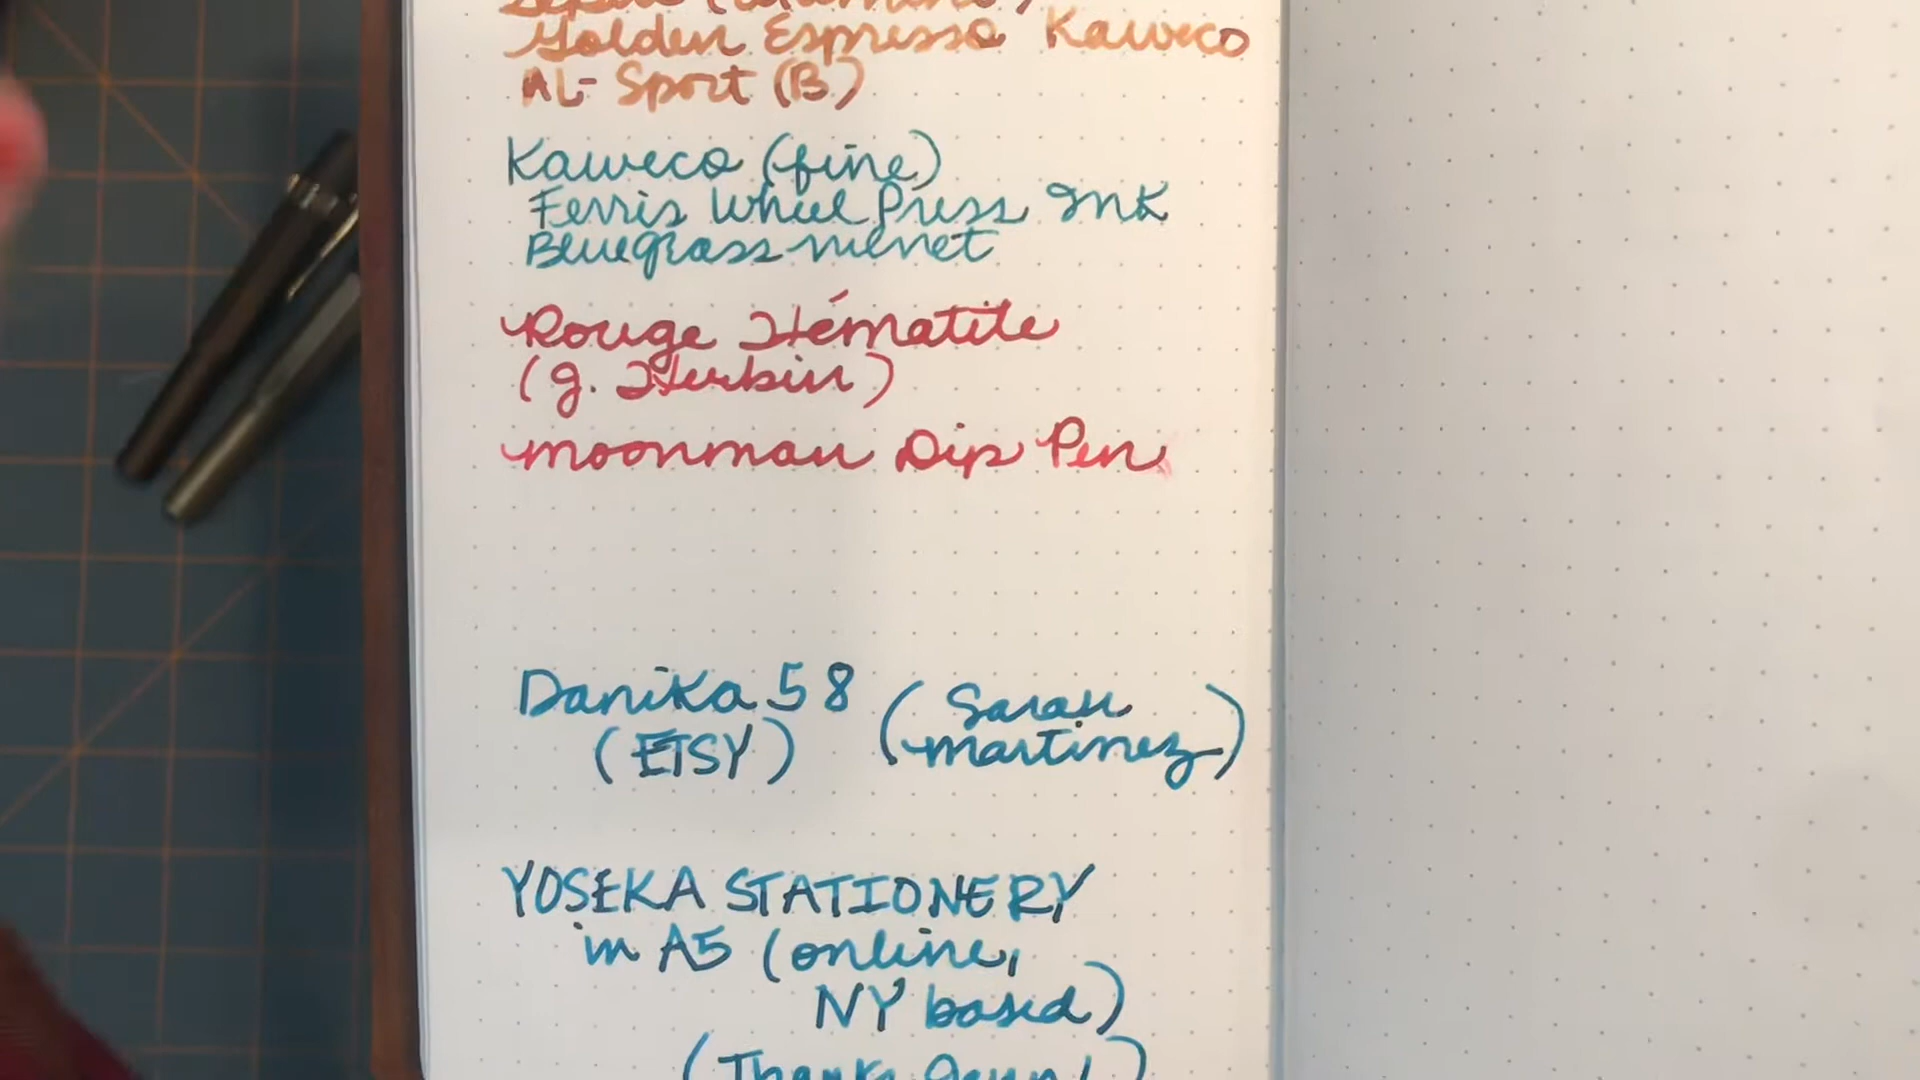 Golden Espresso Kaweco
AL-Sport (B)
Kaweco (fine)
Ferris Wheel Press Ink
Bluegrass Velvet
Rouge Hématite
(J. Herbin)
Moonman Dip Pen
Danika 58 (Sarah
(ETSY) Martinez)
YOSEKA STATIONERY
in A5 (online,
NY based)
(Thanks